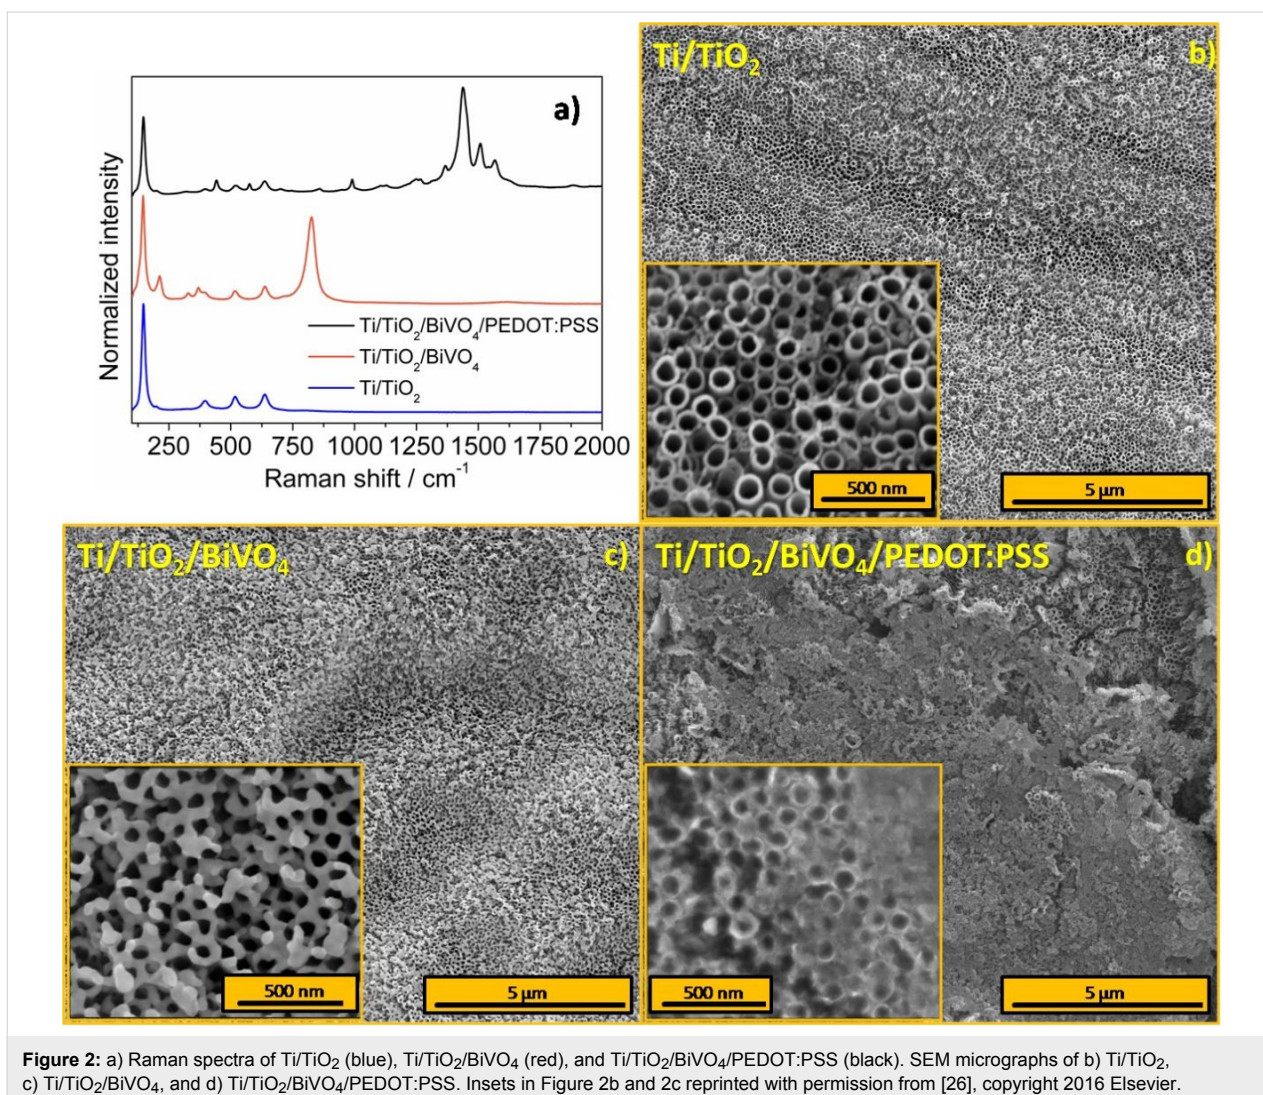 a)
Normalized intensity
Ti/TiO₂/BiVO₄/PEDOT:PSS
Ti/TiO₂/BiVO₄
Ti/TiO₂
250 500 750 1000 1250 1500 1750 2000
Raman shift / cm⁻¹
Ti/TiO₂ b)
500 nm
5 µm
Ti/TiO₂/BiVO₄ c)
500 nm
5 µm
Ti/TiO₂/BiVO₄/PEDOT:PSS d)
500 nm
5 µm
Figure 2: a) Raman spectra of Ti/TiO₂ (blue), Ti/TiO₂/BiVO₄ (red), and Ti/TiO₂/BiVO₄/PEDOT:PSS (black). SEM micrographs of b) Ti/TiO₂,
c) Ti/TiO₂/BiVO₄, and d) Ti/TiO₂/BiVO₄/PEDOT:PSS. Insets in Figure 2b and 2c reprinted with permission from [26], copyright 2016 Elsevier.